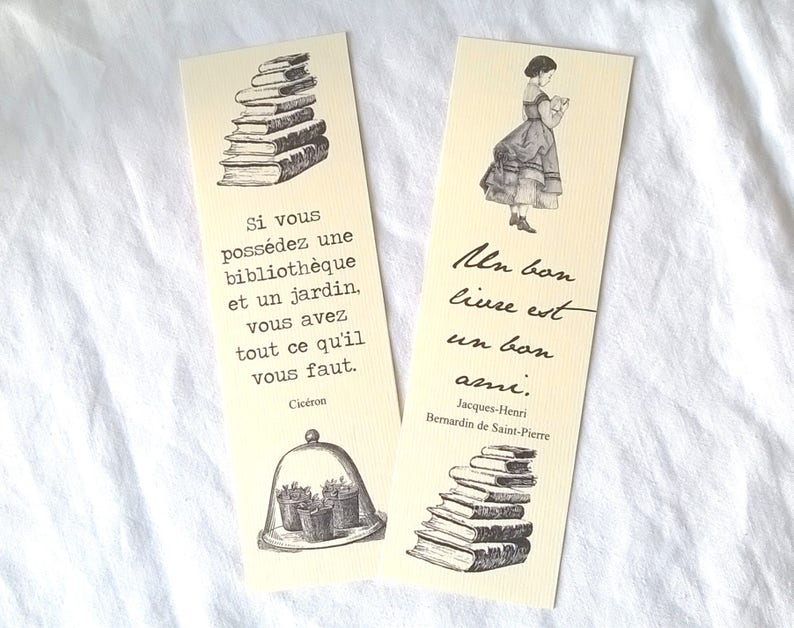 Si vous
possédez une
bibliothèque
et un jardin,
vous avez
tout ce qu'il
vous faut.
Cicéron
Un bon
livre est
un bon
ami.
Jacques-Henri
Bernardin de Saint-Pierre